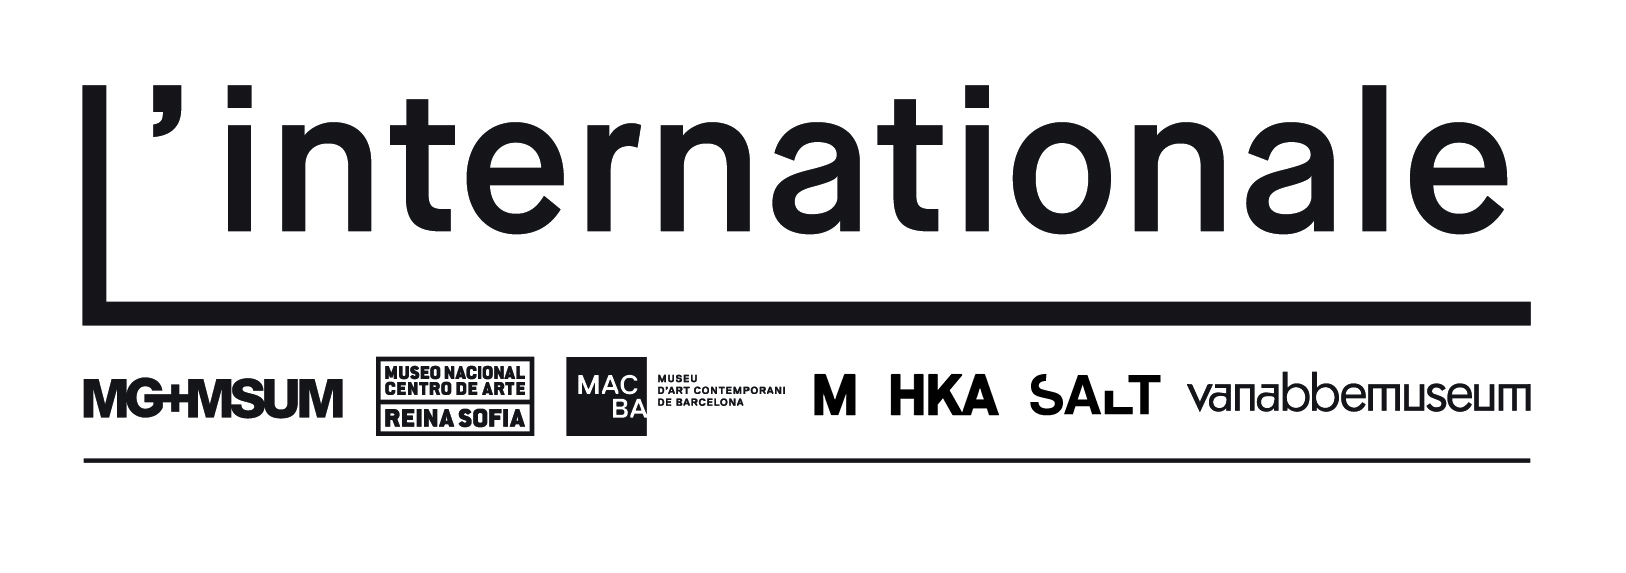 L'internationale
MG+MSUM
MUSEO NACIONAL
CENTRO DE ARTE
REINA SOFIA
MAC
BA
MUSEU
D'ART CONTEMPORANI
DE BARCELONA
M HKA
SALT
vanabbemuseum